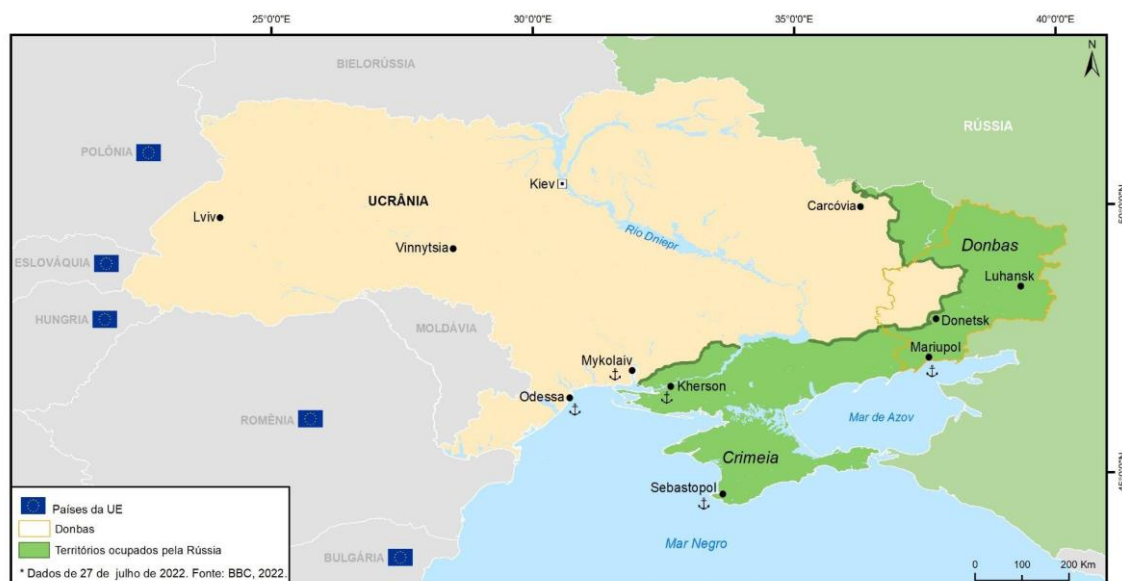 25°0'0"E
30°0'0"E
35°0'0"E
40°0'0"E
N
BIELORÚSSIA
RÚSSIA
POLÔNIA
Kiev
UCRÂNIA
Carcóvia
Lviv
Rio Dniepr
Vinnytsia
Donbas
ESLOVÁQUIA
Luhansk
HUNGRIA
MOLDÁVIA
Donetsk
Mariupol
Mykolaiv
Kherson
Odessa
Mar de Azov
ROMÊNIA
Crimeia
Sebastopol
45°0'0"N
Mar Negro
BULGÁRIA
Países da UE
Donbas
Territórios ocupados pela Rússia
* Dados de 27 de julho de 2022. Fonte: BBC, 2022.
0 100 200 Km